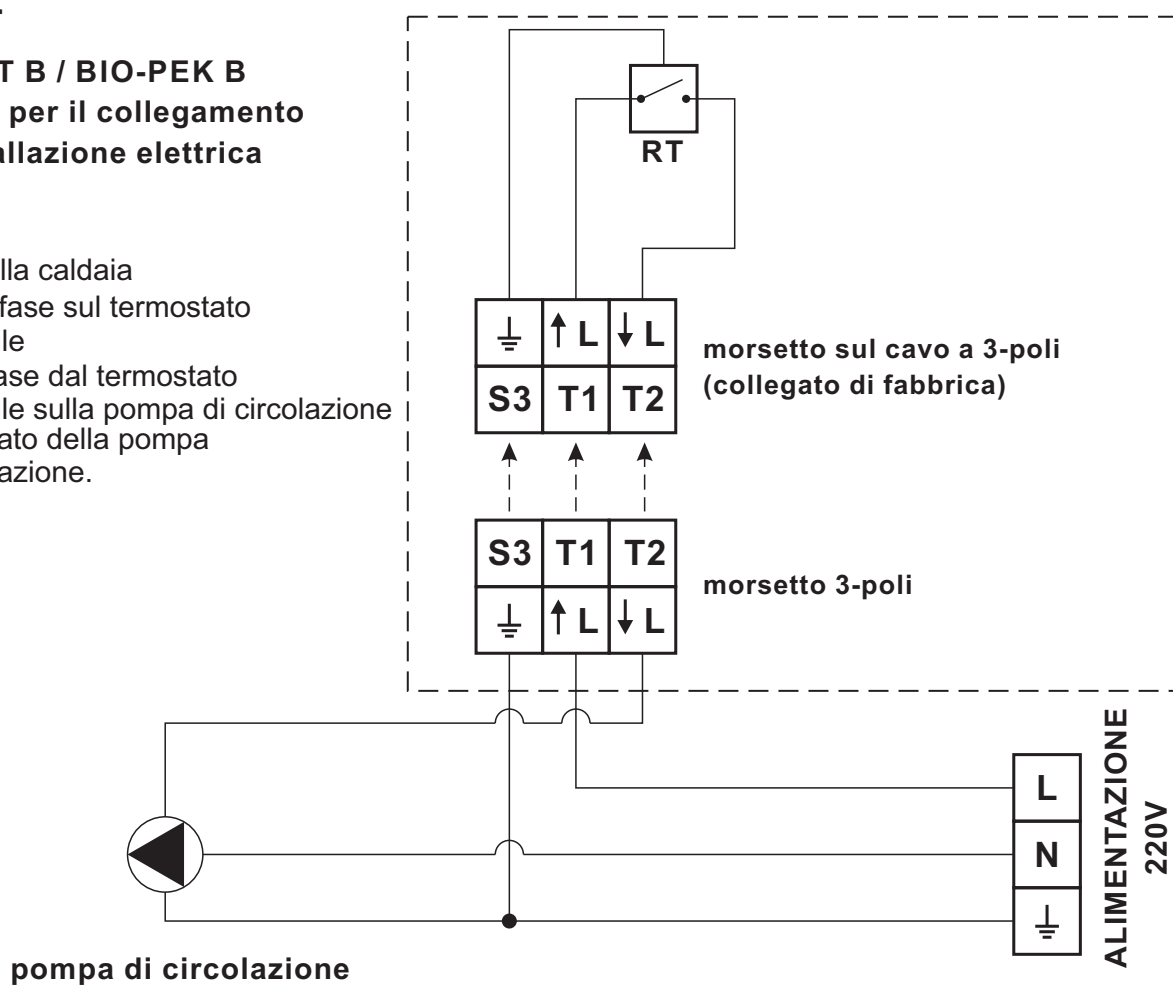 T B / BIO-PEK B
per il collegamento
allazione elettrica
lla caldaia
fase sul termostato
le
ase dal termostato
le sulla pompa di circolazione
ato della pompa
azione.
RT
L L
S3 T1 T2
morsetto sul cavo a 3-poli
(collegato di fabbrica)
S3 T1 T2
L L
morsetto 3-poli
L
N
ALIMENTAZIONE
220V
pompa di circolazione